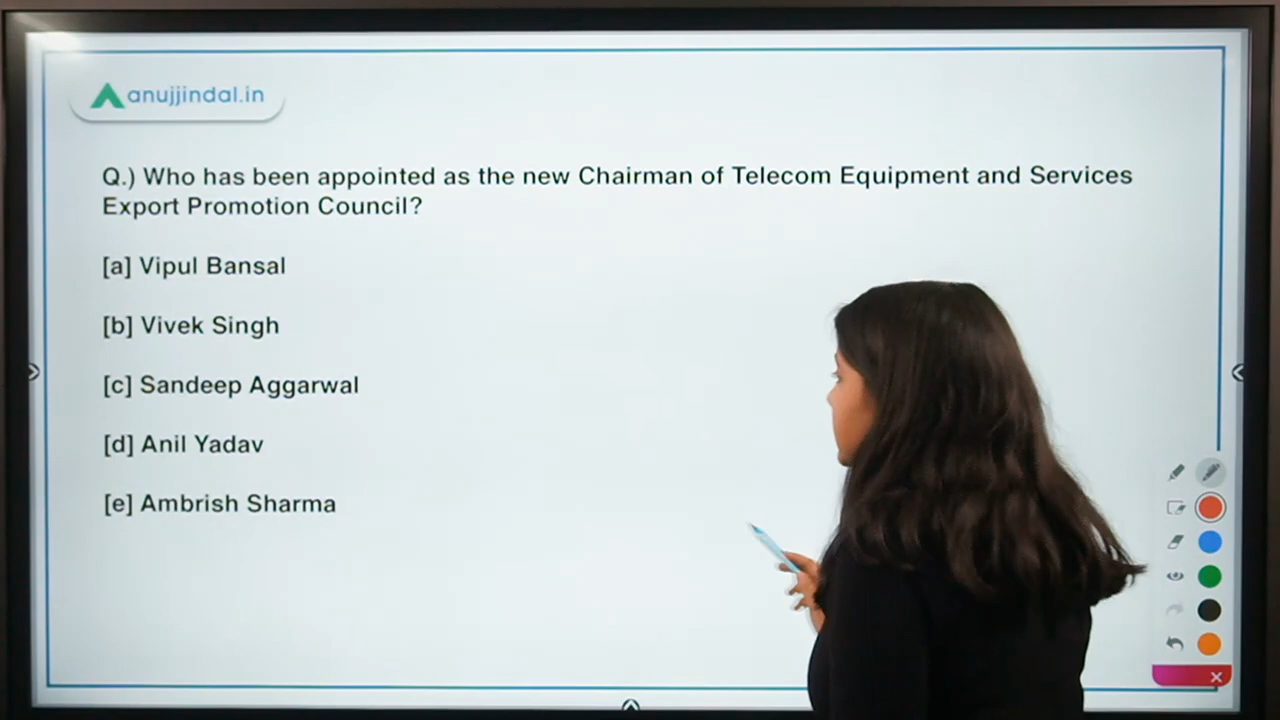 anujjindal.in
Q.) Who has been appointed as the new Chairman of Telecom Equipment and Services
Export Promotion Council?
[a] Vipul Bansal
[b] Vivek Singh
[c] Sandeep Aggarwal
[d] Anil Yadav
[e] Ambrish Sharma